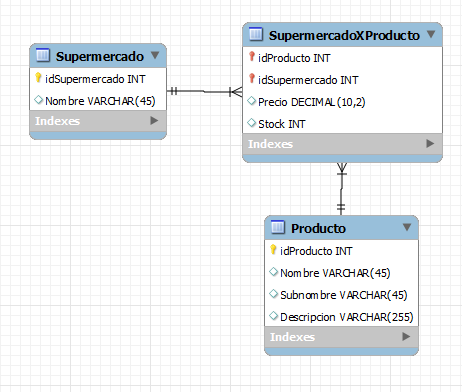 Supermercado
idSupermercado INT
Nombre VARCHAR(45)
Indexes
SupermercadoXProducto
idProducto INT
idSupermercado INT
Precio DECIMAL(10,2)
Stock INT
Indexes
Producto
idProducto INT
Nombre VARCHAR(45)
Subnombre VARCHAR(45)
Descripcion VARCHAR(255)
Indexes